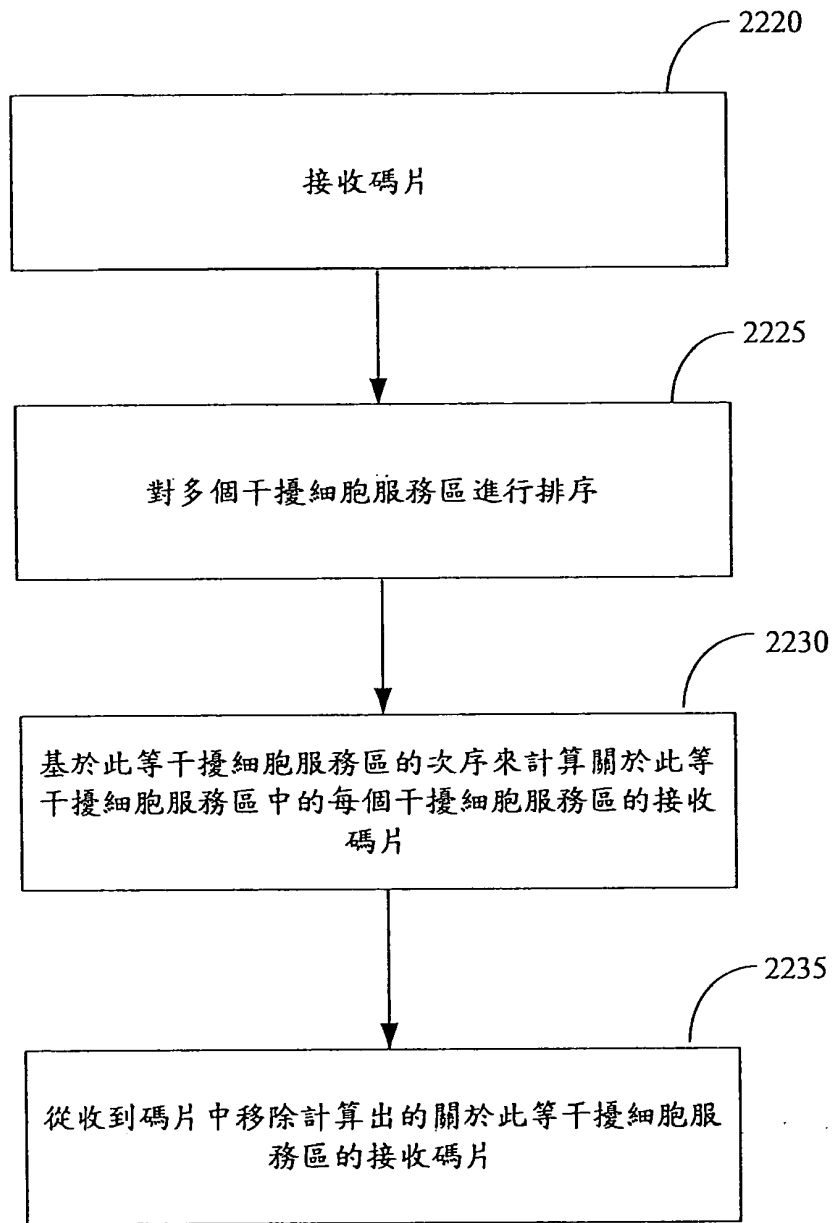 2220
接收碼片
2225
對多個干擾細胞服務區進行排序
2230
基於此等干擾細胞服務區的次序來計算關於此等
干擾細胞服務區中的每個干擾細胞服務區的接收
碼片
2235
從收到碼片中移除計算出的關於此等干擾細胞服
務區的接收碼片